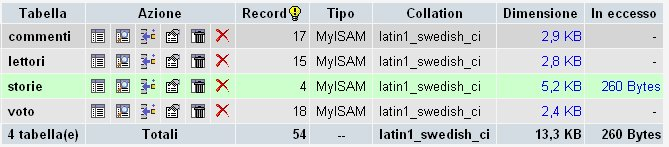 Tabella Azione Record Tipo Collation Dimensione In eccesso
commenti 17 MyISAM latin1_swedish_ci 2,9 KB -
lettori 15 MyISAM latin1_swedish_ci 2,8 KB -
storie 4 MyISAM latin1_swedish_ci 5,2 KB 260 Bytes
voto 18 MyISAM latin1_swedish_ci 2,4 KB -
4 tabella(e) Totali 54 -- latin1_swedish_ci 13,3 KB 260 Bytes